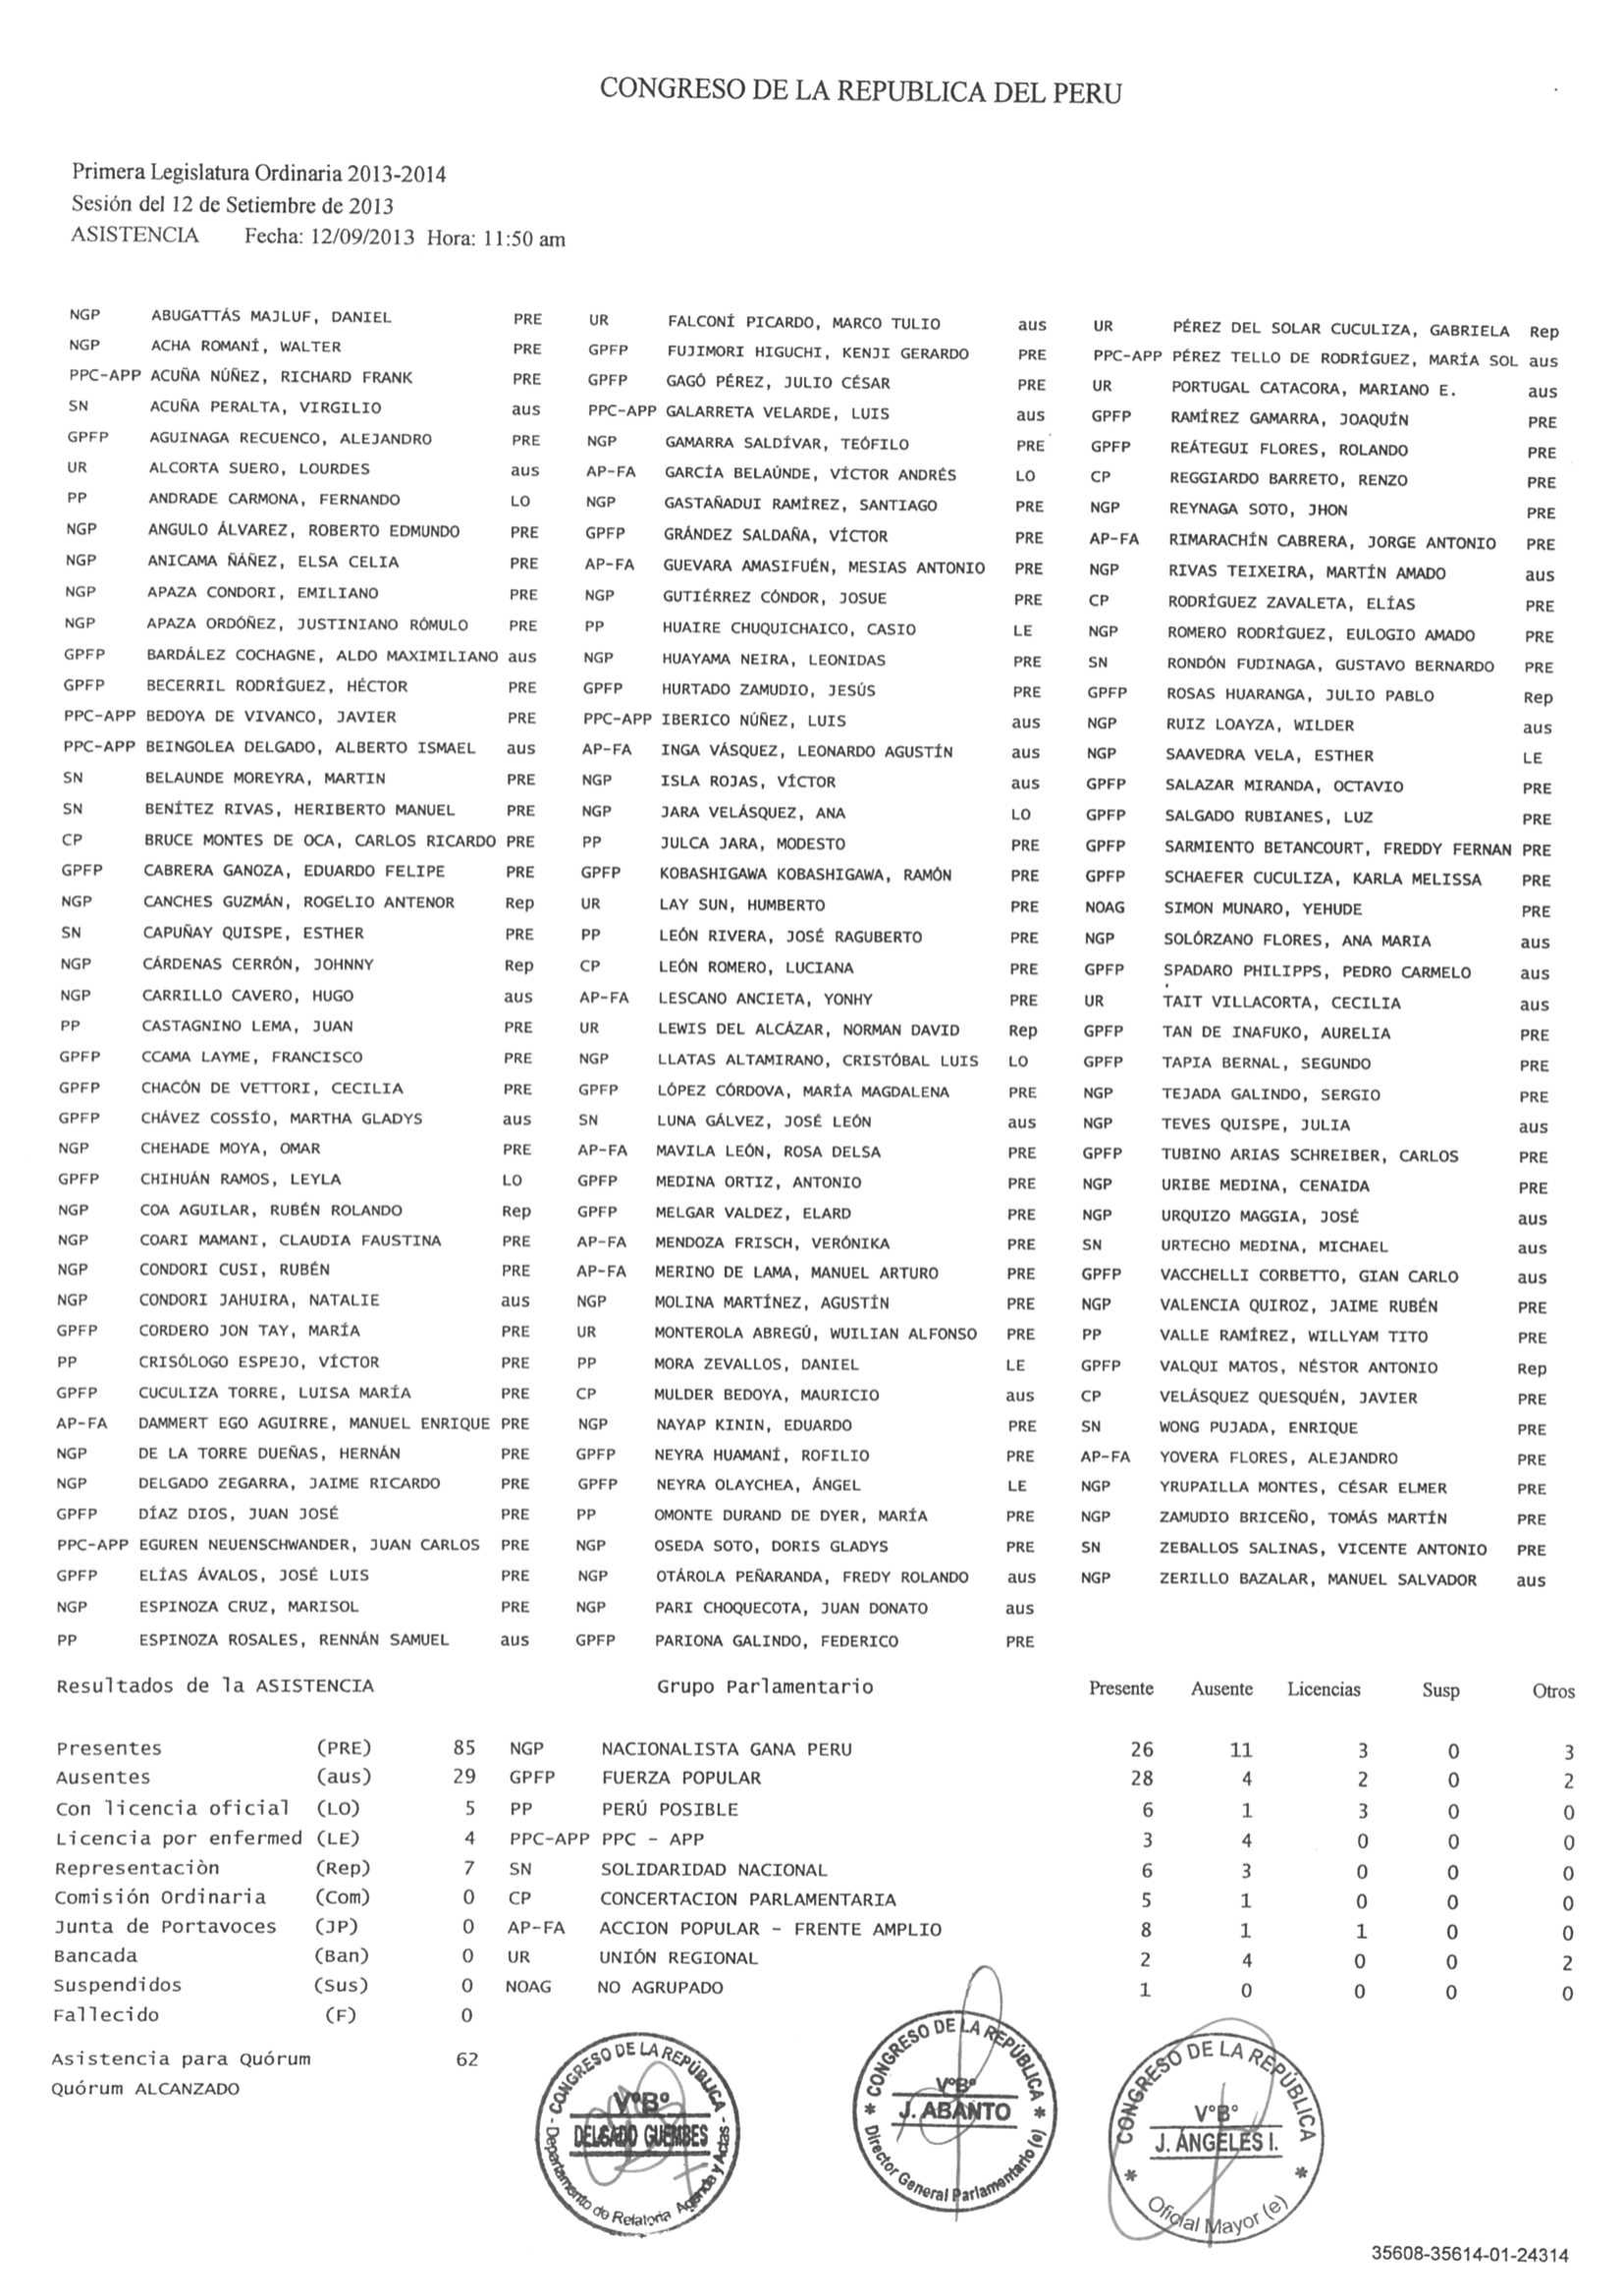 CONGRESO DE LA REPUBLICA DEL PERU
Primera Legislatura Ordinaria 2013-2014
Sesión del 12 de Setiembre de 2013
ASISTENCIA Fecha: 12/09/2013 Hora: 11:50 am
NGP ABUGATTÁS MAJLUF, DANIEL PRE UR FALCONÍ PICARDO, MARCO TULIO aus UR PÉREZ DEL SOLAR CUCULIZA, GABRIELA Rep
NGP ACHA ROMANÍ, WALTER PRE GPFP FUJIMORI HIGUCHI, KENJI GERARDO PRE PPC-APP PÉREZ TELLO DE RODRÍGUEZ, MARÍA SOL aus
PPC-APP ACUÑA NÚÑEZ, RICHARD FRANK PRE GPFP GAGÓ PÉREZ, JULIO CÉSAR PRE UR PORTUGAL CATACORA, MARIANO E. aus
SN ACUÑA PERALTA, VIRGILIO aus PPC-APP GALARRETA VELARDE, LUIS aus GPFP RAMÍREZ GAMARRA, JOAQUÍN PRE
GPFP AGUINAGA RECUENCO, ALEJANDRO PRE NGP GAMARRA SALDÍVAR, TEÓFILO PRE GPFP REÁTEGUI FLORES, ROLANDO PRE
UR ALCORTA SUERO, LOURDES aus AP-FA GARCÍA BELAÚNDE, VÍCTOR ANDRÉS LO CP REGGIARDO BARRETO, RENZO PRE
PP ANDRADE CARMONA, FERNANDO LO NGP GASTAÑADUI RAMÍREZ, SANTIAGO PRE NGP REYNAGA SOTO, JHON PRE
NGP ANGULO ÁLVAREZ, ROBERTO EDMUNDO PRE GPFP GRÁNDEZ SALDAÑA, VÍCTOR PRE AP-FA RIMARACHÍN CABRERA, JORGE ANTONIO PRE
NGP ANICAMA ÑÁÑEZ, ELSA CELIA PRE AP-FA GUEVARA AMASIFUÉN, MESIAS ANTONIO PRE NGP RIVAS TEIXEIRA, MARTÍN AMADO aus
NGP APAZA CONDORI, EMILIANO PRE NGP GUTIÉRREZ CÓNDOR, JOSUE PRE CP RODRÍGUEZ ZAVALETA, ELÍAS PRE
NGP APAZA ORDÓÑEZ, JUSTINIANO RÓMULO PRE PP HUAIRE CHUQUICHAICO, CASIO LE NGP ROMERO RODRÍGUEZ, EULOGIO AMADO PRE
GPFP BARDÁLEZ COCHAGNE, ALDO MAXIMILIANO aus NGP HUAYAMA NEIRA, LEONIDAS PRE SN RONDÓN FUDINAGA, GUSTAVO BERNARDO PRE
GPFP BECERRIL RODRÍGUEZ, HÉCTOR PRE GPFP HURTADO ZAMUDIO, JESÚS PRE GPFP ROSAS HUARANGA, JULIO PABLO Rep
PPC-APP BEDOYA DE VIVANCO, JAVIER PRE PPC-APP IBERICO NÚÑEZ, LUIS aus NGP RUIZ LOAYZA, WILDER aus
PPC-APP BEINGOLEA DELGADO, ALBERTO ISMAEL aus AP-FA INGA VÁSQUEZ, LEONARDO AGUSTÍN aus NGP SAAVEDRA VELA, ESTHER LE
SN BELAUNDE MOREYRA, MARTIN PRE NGP ISLA ROJAS, VÍCTOR aus GPFP SALAZAR MIRANDA, OCTAVIO PRE
SN BENÍTEZ RIVAS, HERIBERTO MANUEL PRE NGP JARA VELÁSQUEZ, ANA LO GPFP SALGADO RUBIANES, LUZ PRE
CP BRUCE MONTES DE OCA, CARLOS RICARDO PRE PP JULCA JARA, MODESTO PRE GPFP SARMIENTO BETANCOURT, FREDDY FERNAN PRE
GPFP CABRERA GANOZA, EDUARDO FELIPE PRE GPFP KOBASHIGAWA KOBASHIGAWA, RAMÓN PRE GPFP SCHAEFER CUCULIZA, KARLA MELISSA PRE
NGP CANCHES GUZMÁN, ROGELIO ANTENOR Rep UR LAY SUN, HUMBERTO PRE NOAG SIMON MUNARO, YEHUDE PRE
SN CAPUÑAY QUISPE, ESTHER PRE PP LEÓN RIVERA, JOSÉ RAGUBERTO PRE NGP SOLÓRZANO FLORES, ANA MARIA aus
NGP CÁRDENAS CERRÓN, JOHNNY Rep CP LEÓN ROMERO, LUCIANA PRE GPFP SPADARO PHILIPPS, PEDRO CARMELO aus
NGP CARRILLO CAVERO, HUGO aus AP-FA LESCANO ANCIETA, YONHY PRE UR TAIT VILLACORTA, CECILIA aus
PP CASTAGNINO LEMA, JUAN PRE UR LEWIS DEL ALCÁZAR, NORMAN DAVID Rep GPFP TAN DE INAFUKO, AURELIA PRE
GPFP CCAMA LAYME, FRANCISCO PRE NGP LLATAS ALTAMIRANO, CRISTÓBAL LUIS LO GPFP TAPIA BERNAL, SEGUNDO PRE
GPFP CHACÓN DE VETTORI, CECILIA PRE GPFP LÓPEZ CÓRDOVA, MARÍA MAGDALENA PRE NGP TEJADA GALINDO, SERGIO PRE
GPFP CHÁVEZ COSSÍO, MARTHA GLADYS aus SN LUNA GÁLVEZ, JOSÉ LEÓN aus NGP TEVES QUISPE, JULIA aus
NGP CHEHADE MOYA, OMAR PRE AP-FA MAVILA LEÓN, ROSA DELSA PRE GPFP TUBINO ARIAS SCHREIBER, CARLOS PRE
GPFP CHIHUÁN RAMOS, LEYLA LO GPFP MEDINA ORTIZ, ANTONIO PRE NGP URIBE MEDINA, CENAIDA PRE
NGP COA AGUILAR, RUBÉN ROLANDO Rep GPFP MELGAR VALDEZ, ELARD PRE NGP URQUIZO MAGGIA, JOSÉ aus
NGP COARI MAMANI, CLAUDIA FAUSTINA PRE AP-FA MENDOZA FRISCH, VERÓNIKA PRE SN URTECHO MEDINA, MICHAEL aus
NGP CONDORI CUSI, RUBÉN PRE AP-FA MERINO DE LAMA, MANUEL ARTURO PRE GPFP VACCHELLI CORBETTO, GIAN CARLO aus
NGP CONDORI JAHUIRA, NATALIE aus NGP MOLINA MARTÍNEZ, AGUSTÍN PRE NGP VALENCIA QUIROZ, JAIME RUBÉN PRE
GPFP CORDERO JON TAY, MARÍA PRE UR MONTEROLA ABREGÚ, WUILIAN ALFONSO PRE PP VALLE RAMÍREZ, WILLYAM TITO PRE
PP CRISÓLOGO ESPEJO, VÍCTOR PRE PP MORA ZEVALLOS, DANIEL LE GPFP VALQUI MATOS, NÉSTOR ANTONIO Rep
GPFP CUCULIZA TORRE, LUISA MARÍA PRE CP MULDER BEDOYA, MAURICIO aus CP VELÁSQUEZ QUESQUÉN, JAVIER PRE
AP-FA DAMMERT EGO AGUIRRE, MANUEL ENRIQUE PRE NGP NAYAP KININ, EDUARDO PRE SN WONG PUJADA, ENRIQUE PRE
NGP DE LA TORRE DUEÑAS, HERNÁN PRE GPFP NEYRA HUAMANÍ, ROFILIO PRE AP-FA YOVERA FLORES, ALEJANDRO PRE
NGP DELGADO ZEGARRA, JAIME RICARDO PRE GPFP NEYRA OLAYCHEA, ÁNGEL LE NGP YRUPAILLA MONTES, CÉSAR ELMER PRE
GPFP DÍAZ DIOS, JUAN JOSÉ PRE PP OMONTE DURAND DE DYER, MARÍA PRE NGP ZAMUDIO BRICEÑO, TOMÁS MARTÍN PRE
PPC-APP EGUREN NEUENSCHWANDER, JUAN CARLOS PRE NGP OSEDA SOTO, DORIS GLADYS PRE SN ZEBALLOS SALINAS, VICENTE ANTONIO PRE
GPFP ELÍAS ÁVALOS, JOSÉ LUIS PRE NGP OTÁROLA PEÑARANDA, FREDY ROLANDO aus NGP ZERILLO BAZALAR, MANUEL SALVADOR aus
NGP ESPINOZA CRUZ, MARISOL PRE NGP PARI CHOQUECOTA, JUAN DONATO aus
PP ESPINOZA ROSALES, RENNÁN SAMUEL aus GPFP PARIONA GALINDO, FEDERICO PRE
Resultados de la ASISTENCIA Grupo Parlamentario Presente Ausente Licencias Susp Otros
Presentes (PRE) 85 NGP NACIONALISTA GANA PERU 26 11 3 0 3
Ausentes (aus) 29 GPFP FUERZA POPULAR 28 4 2 0 2
Con licencia oficial (LO) 5 PP PERÚ POSIBLE 6 1 3 0 0
Licencia por enfermed (LE) 4 PPC-APP PPC - APP 3 4 0 0 0
Representaciòn (Rep) 7 SN SOLIDARIDAD NACIONAL 6 3 0 0 0
Comisión Ordinaria (Com) 0 CP CONCERTACION PARLAMENTARIA 5 1 0 0 0
Junta de Portavoces (JP) 0 AP-FA ACCION POPULAR - FRENTE AMPLIO 8 1 1 0 0
Bancada (Ban) 0 UR UNIÓN REGIONAL 2 4 0 0 2
Suspendidos (Sus) 0 NOAG NO AGRUPADO 1 0 0 0 0
Fallecido (F) 0
Asistencia para Quórum 62
Quórum ALCANZADO
- CONGRESO DE LA REPÚBLICA -
V°B°
DELGADO GUEMBES
Departamento de Relatoria Agenda y Actas
* CONGRESO DE LA REPÚBLICA *
V°B°
J. ABANTO
Director General Parlamentario (e)
CONGRESO DE LA REPÚBLICA
V°B°
J. ÁNGELES I.
* Oficial Mayor (e) *
35608-35614-01-24314